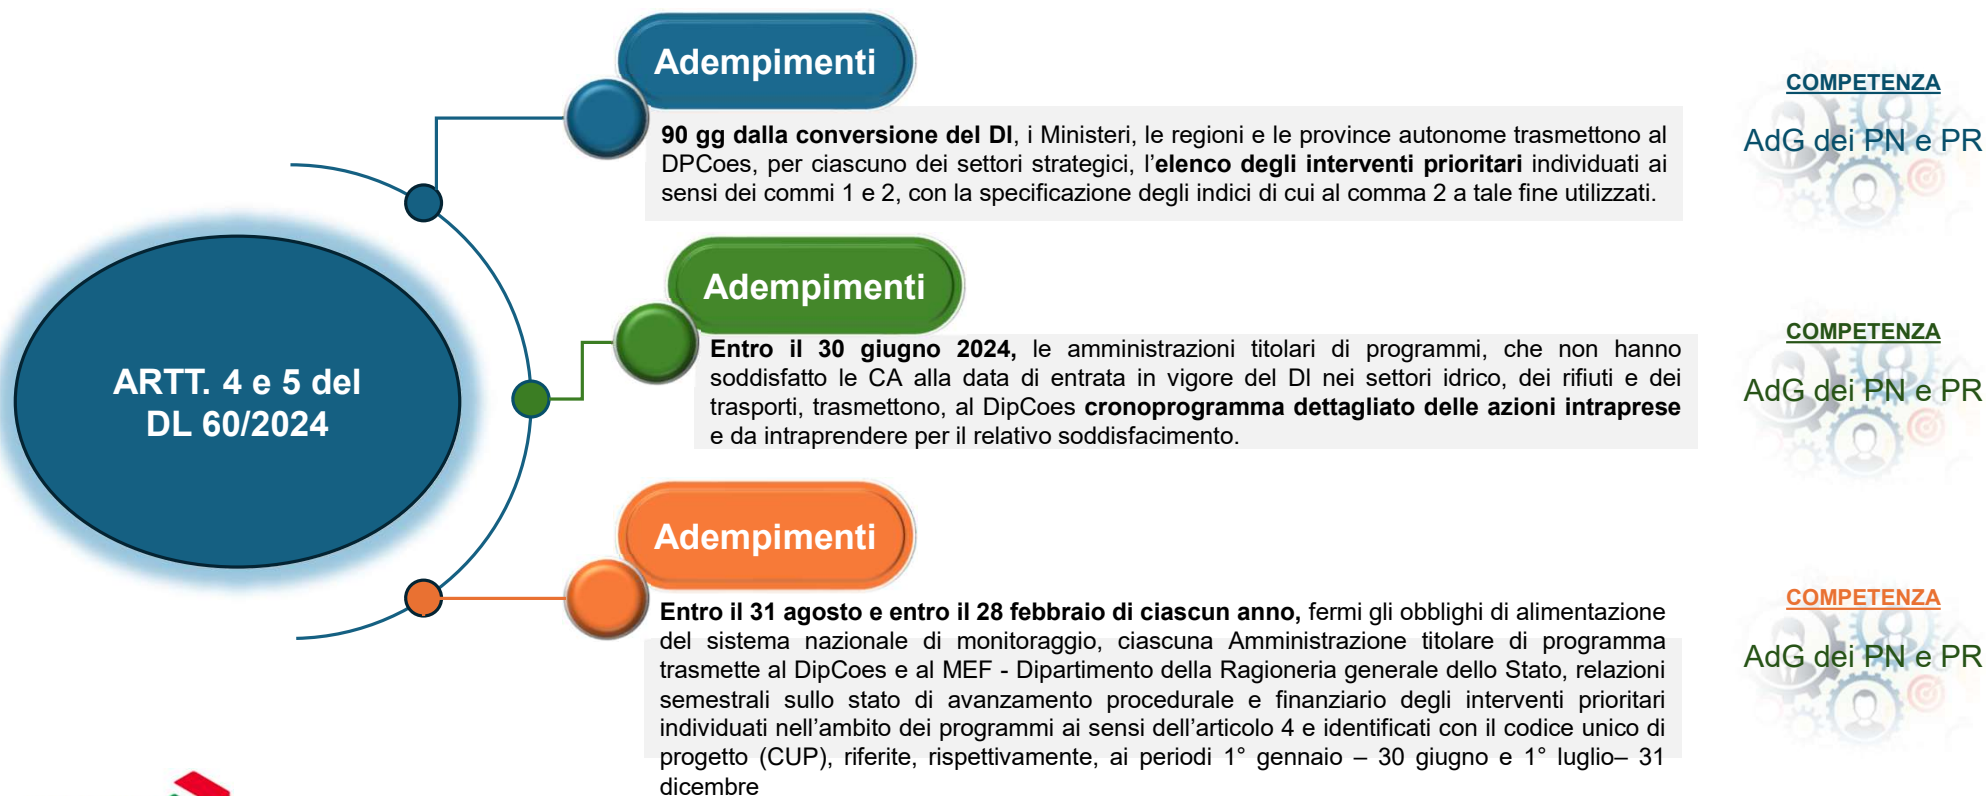 ARTT. 4 e 5 del
DL 60/2024
Adempimenti
90 gg dalla conversione del Dl, i Ministeri, le regioni e le province autonome trasmettono al
DPCoes, per ciascuno dei settori strategici, l’elenco degli interventi prioritari individuati ai
sensi dei commi 1 e 2, con la specificazione degli indici di cui al comma 2 a tale fine utilizzati.
COMPETENZA
AdG dei PN e PR
Adempimenti
Entro il 30 giugno 2024, le amministrazioni titolari di programmi, che non hanno
soddisfatto le CA alla data di entrata in vigore del Dl nei settori idrico, dei rifiuti e dei
trasporti, trasmettono, al DipCoes cronoprogramma dettagliato delle azioni intraprese
e da intraprendere per il relativo soddisfacimento.
COMPETENZA
AdG dei PN e PR
Adempimenti
Entro il 31 agosto e entro il 28 febbraio di ciascun anno, fermi gli obblighi di alimentazione
del sistema nazionale di monitoraggio, ciascuna Amministrazione titolare di programma
trasmette al DipCoes e al MEF - Dipartimento della Ragioneria generale dello Stato, relazioni
semestrali sullo stato di avanzamento procedurale e finanziario degli interventi prioritari
individuati nell’ambito dei programmi ai sensi dell’articolo 4 e identificati con il codice unico di
progetto (CUP), riferite, rispettivamente, ai periodi 1° gennaio – 30 giugno e 1° luglio– 31
dicembre
COMPETENZA
AdG dei PN e PR